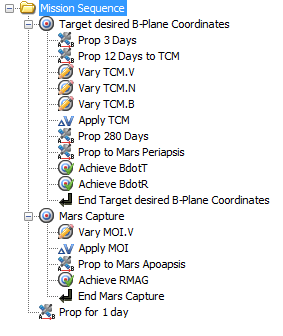 Mission Sequence
Target desired B-Plane Coordinates
Prop 3 Days
Prop 12 Days to TCM
Vary TCM.V
Vary TCM.N
Vary TCM.B
Apply TCM
Prop 280 Days
Prop to Mars Periapsis
Achieve BdotT
Achieve BdotR
End Target desired B-Plane Coordinates
Mars Capture
Vary MOI.V
Apply MOI
Prop to Mars Apoapsis
Achieve RMAG
End Mars Capture
Prop for 1 day